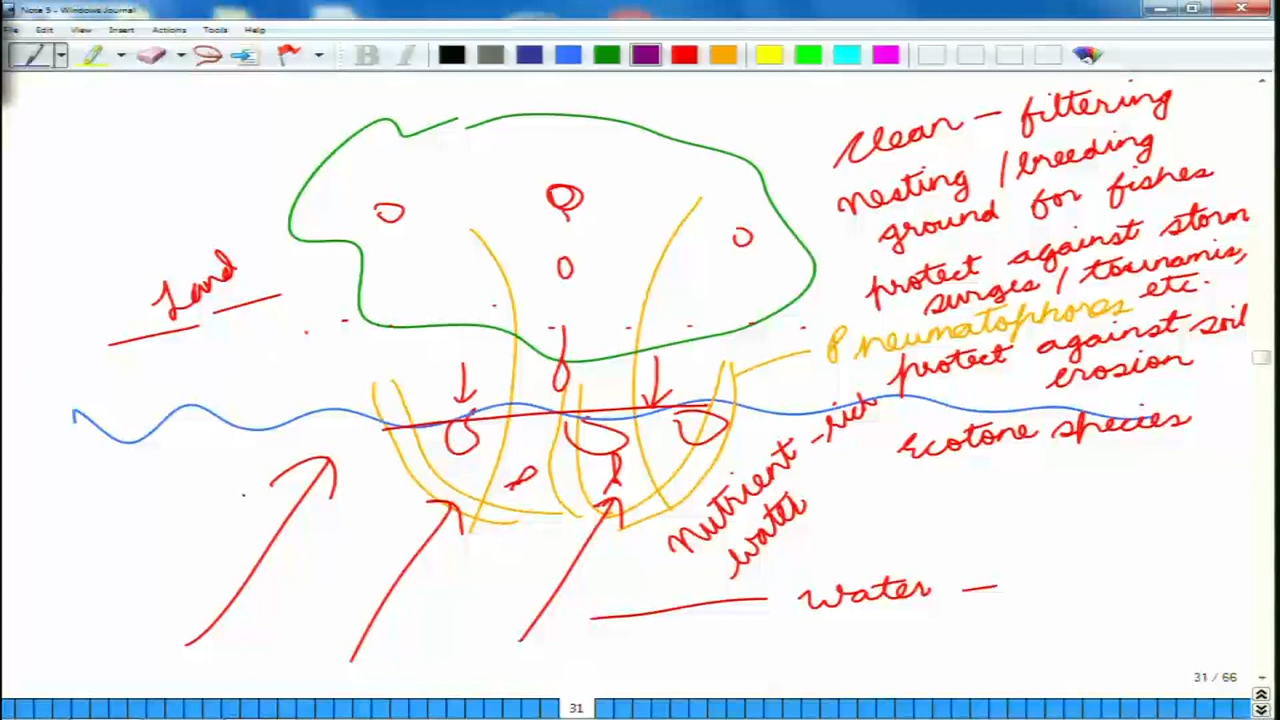 Note 5 - Windows Journal
File Edit View Insert Actions Tools Help
B I
Clean - filtering
nesting / breeding
ground for fishes
protect against storm
surges / tsunamis,
etc.
Pneumatophores
protect against soil
erosion
Ecotone species
Land
Nutrient-rich
water
Water -
31 / 66
31